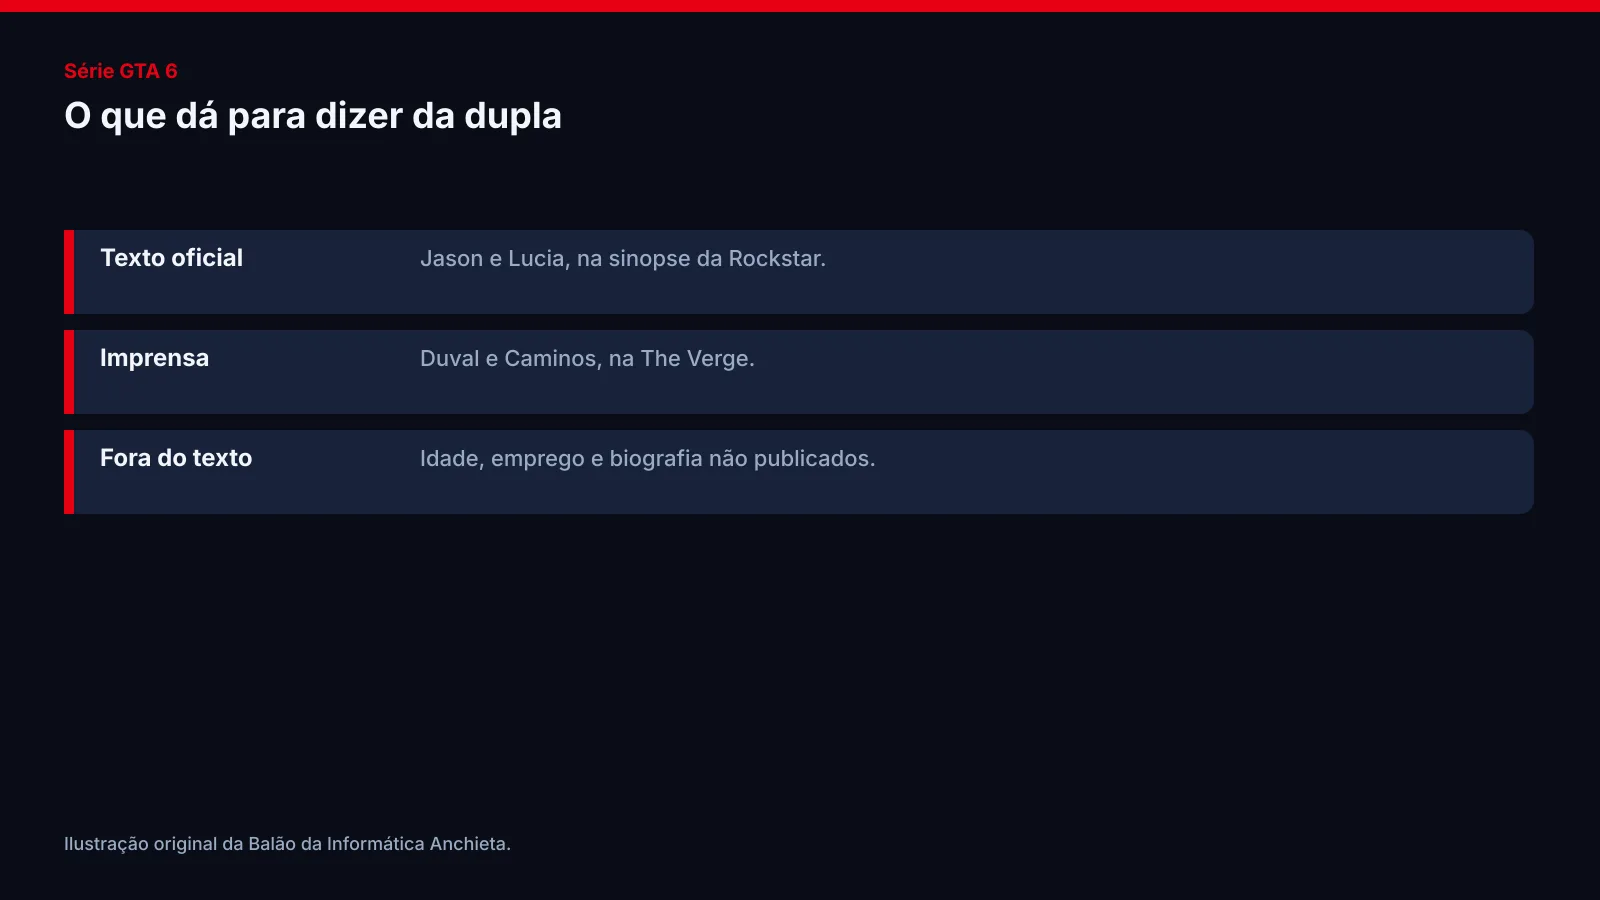 Série GTA 6
O que dá para dizer da dupla
Texto oficial
Jason e Lucia, na sinopse da Rockstar.
Imprensa
Duval e Caminos, na The Verge.
Fora do texto
Idade, emprego e biografia não publicados.
Ilustração original da Balão da Informática Anchieta.